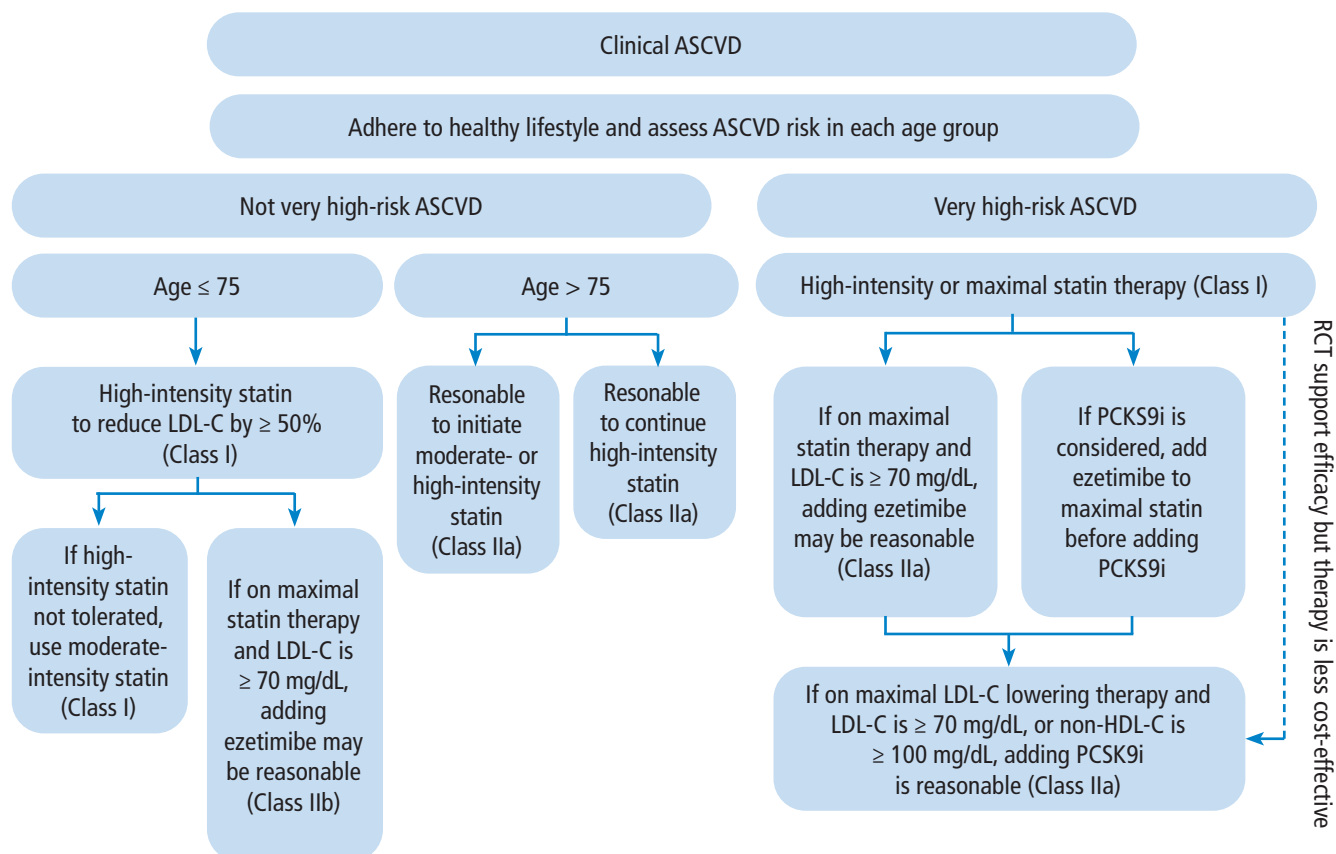 Clinical ASCVD
Adhere to healthy lifestyle and assess ASCVD risk in each age group
Not very high-risk ASCVD
Age ≤ 75
High-intensity statin
to reduce LDL-C by ≥ 50%
(Class I)
If high-
intensity statin
not tolerated,
use moderate-
intensity statin
(Class I)
If on maximal
statin therapy
and LDL-C is
≥ 70 mg/dL,
adding
ezetimibe may
be reasonable
(Class IIb)
Age > 75
Resonable
to initiate
moderate- or
high-intensity
statin
(Class IIa)
Resonable
to continue
high-intensity
statin
(Class IIa)
Very high-risk ASCVD
High-intensity or maximal statin therapy (Class I)
If on maximal
statin therapy and
LDL-C is ≥ 70 mg/dL,
adding ezetimibe
may be reasonable
(Class IIa)
If PCKS9i is
considered, add
ezetimibe to
maximal statin
before adding
PCKS9i
If on maximal LDL-C lowering therapy and
LDL-C is ≥ 70 mg/dL, or non-HDL-C is
≥ 100 mg/dL, adding PCSK9i
is reasonable (Class IIa)
RCT support efficacy but therapy is less cost-effective